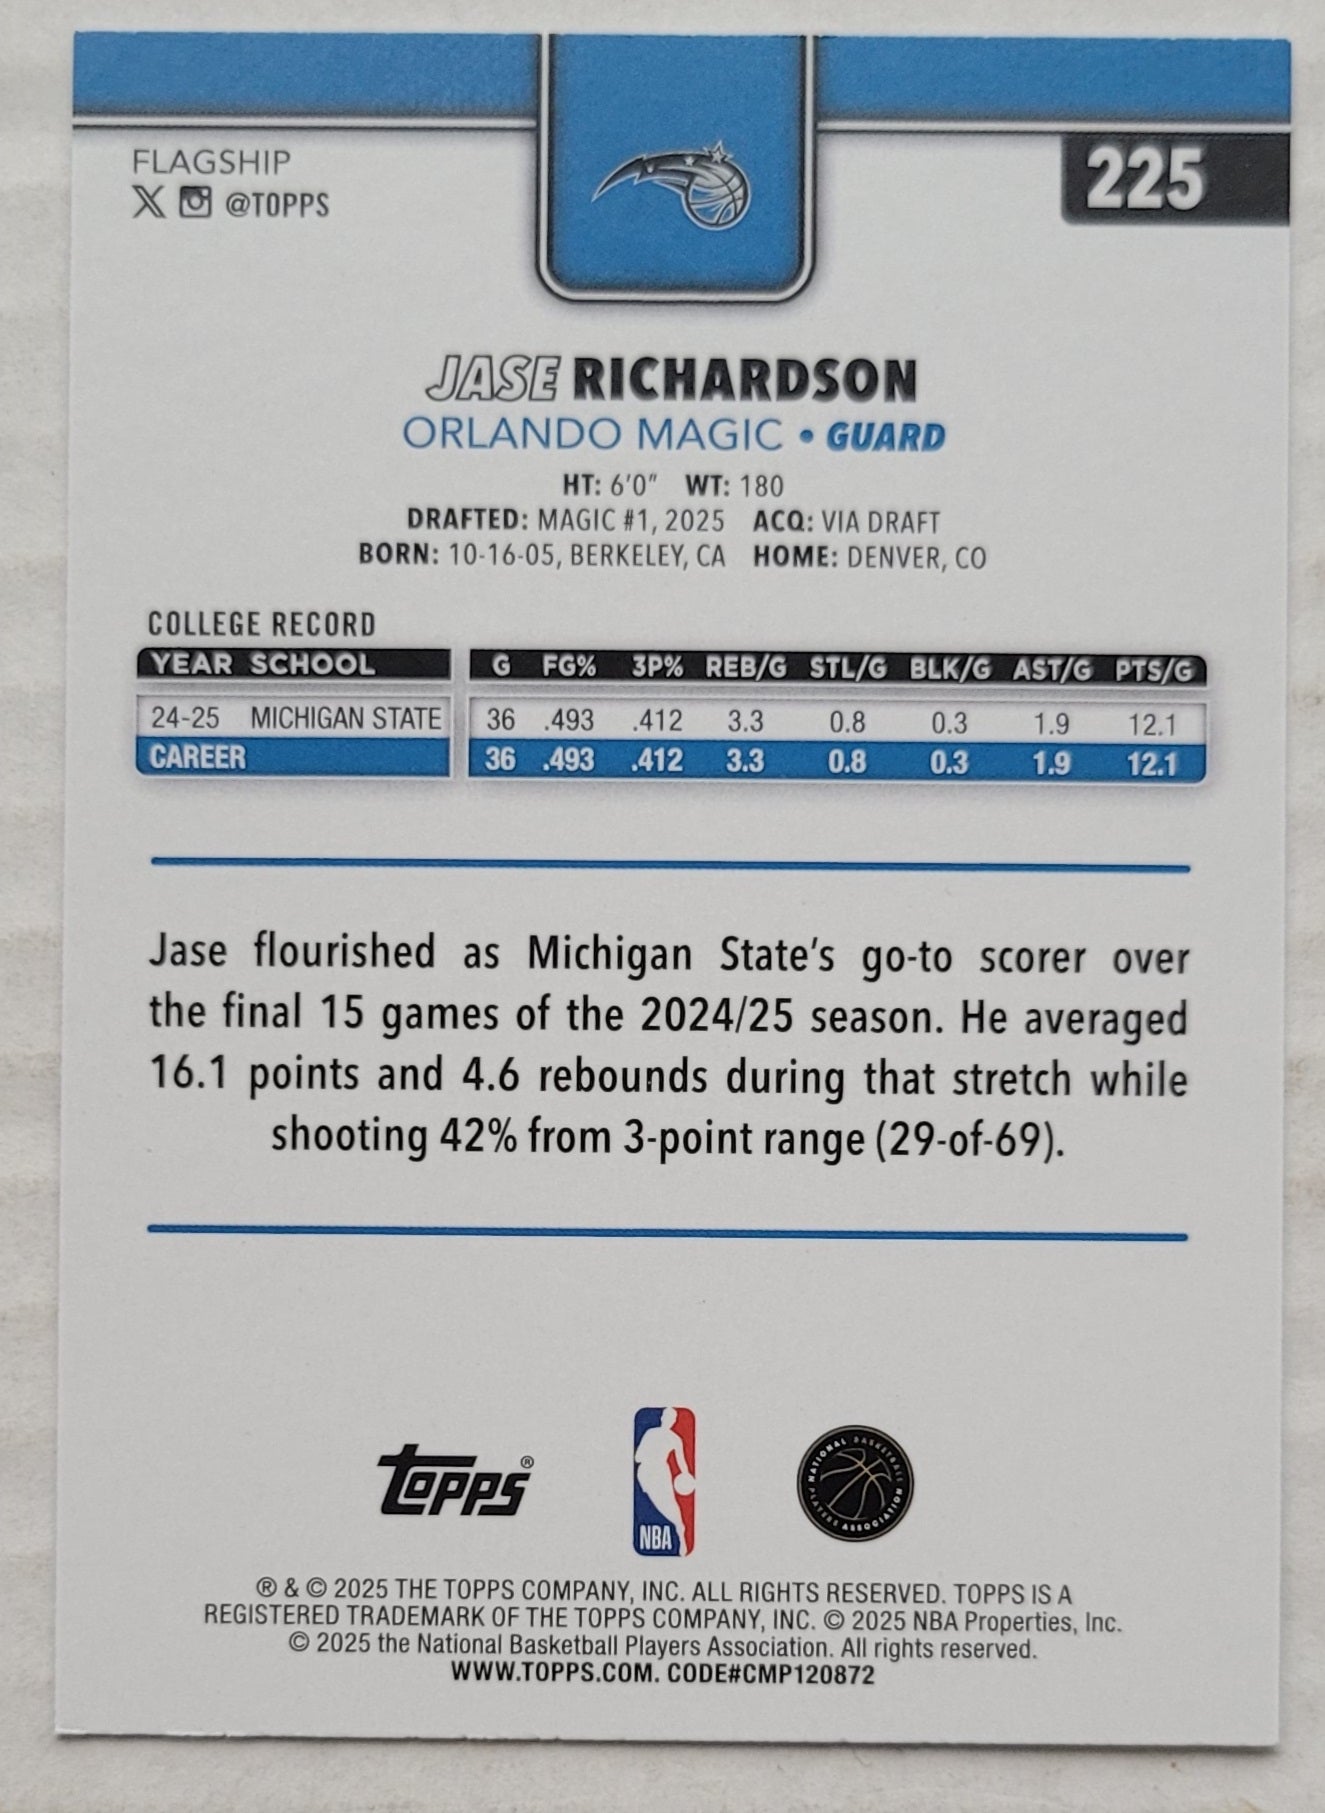 FLAGSHIP
225
X @TOPPS
JASE RICHARDSON
ORLANDO MAGIC • GUARD
HT: 6'0" WT: 180
DRAFTED: MAGIC #1, 2025 ACQ: VIA DRAFT
BORN: 10-16-05, BERKELEY, CA HOME: DENVER, CO
COLLEGE RECORD
YEAR SCHOOL G FG% 3P% REB/G STL/G BLK/G AST/G PTS/G
24-25 MICHIGAN STATE 36 .493 .412 3.3 0.8 0.3 1.9 12.1
CAREER 36 .493 .412 3.3 0.8 0.3 1.9 12.1
Jase flourished as Michigan State's go-to scorer over
the final 15 games of the 2024/25 season. He averaged
16.1 points and 4.6 rebounds during that stretch while
shooting 42% from 3-point range (29-of-69).
Topps®
NBA
NATIONAL BASKETBALL PLAYERS ASSOCIATION
® & © 2025 THE TOPPS COMPANY, INC. ALL RIGHTS RESERVED. TOPPS IS A
REGISTERED TRADEMARK OF THE TOPPS COMPANY, INC. © 2025 NBA Properties, Inc.
© 2025 the National Basketball Players Association. All rights reserved.
WWW.TOPPS.COM. CODE#CMP120872